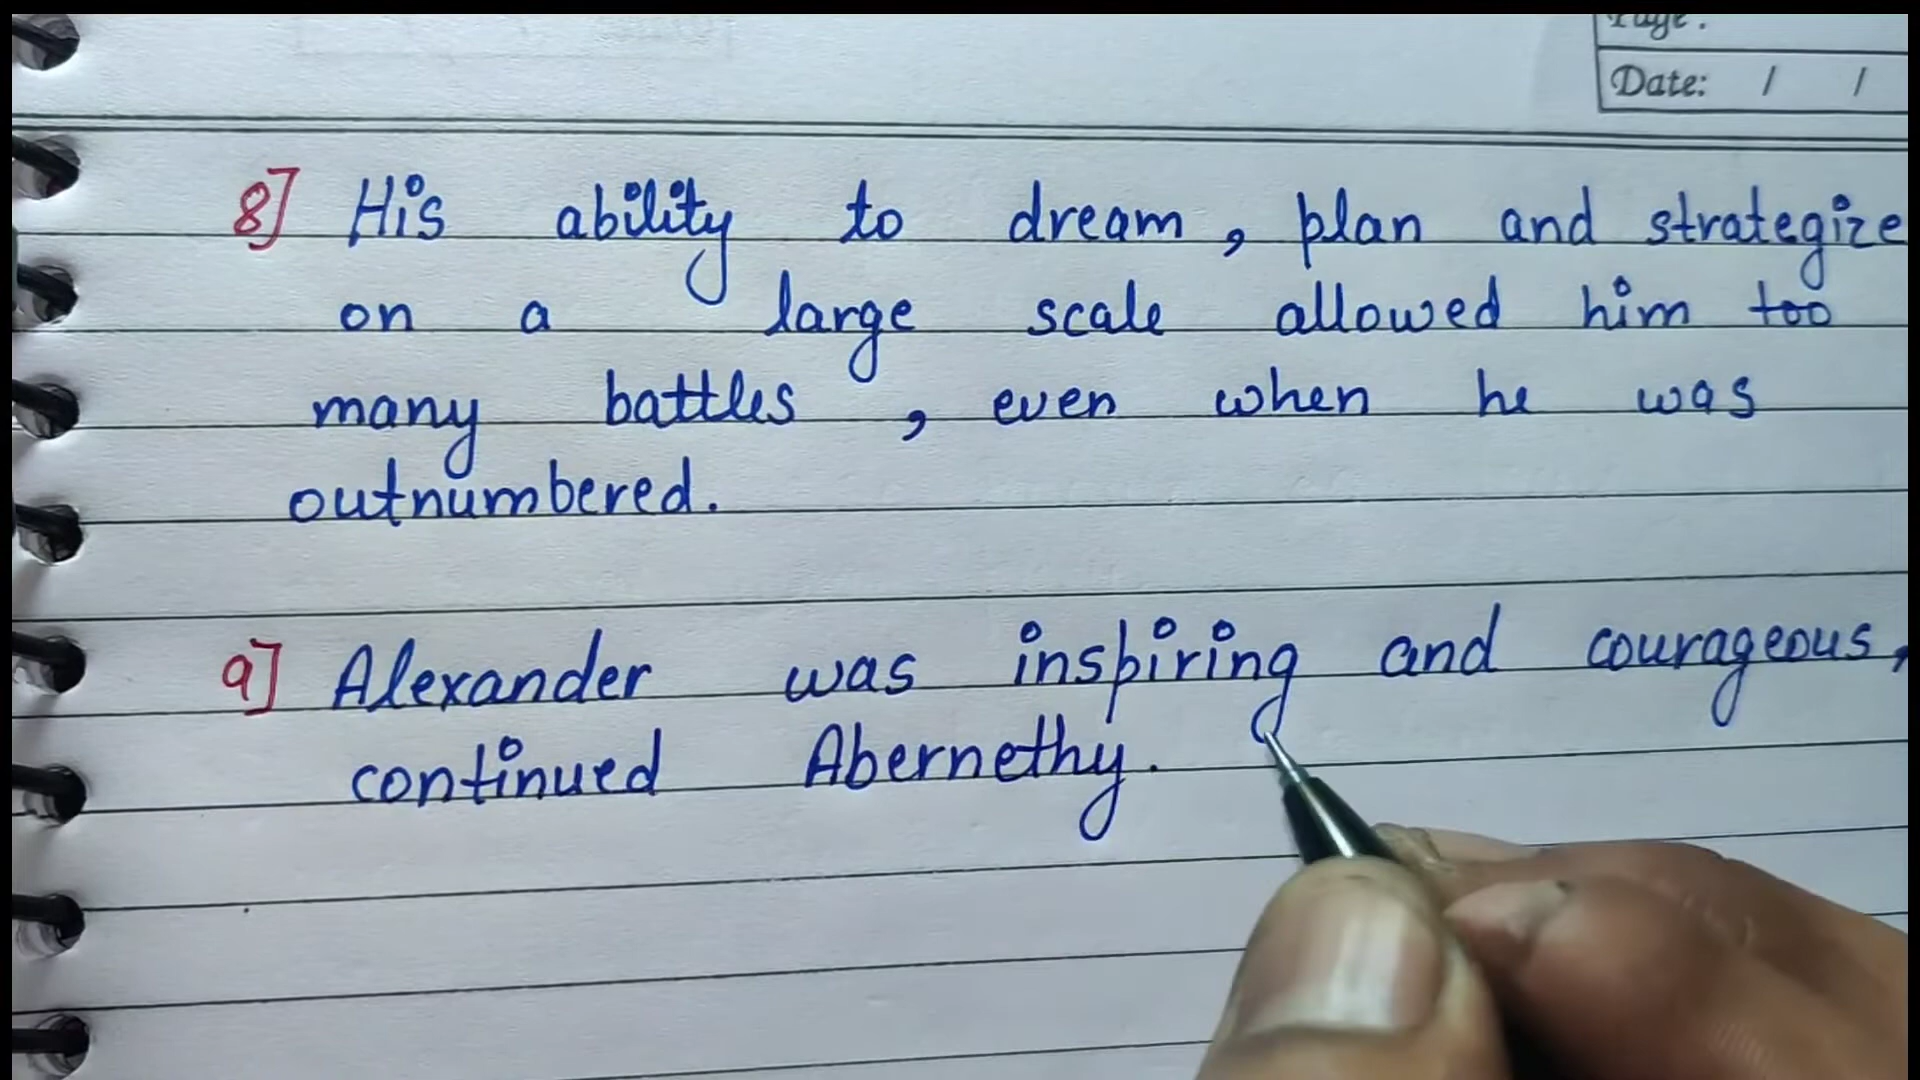 Page:
Date: / /
8] His ability to dream, plan and strategize
on a large scale allowed him too
many battles, even when he was
outnumbered.
9] Alexander was inspiring and courageous,
continued Abernethy.